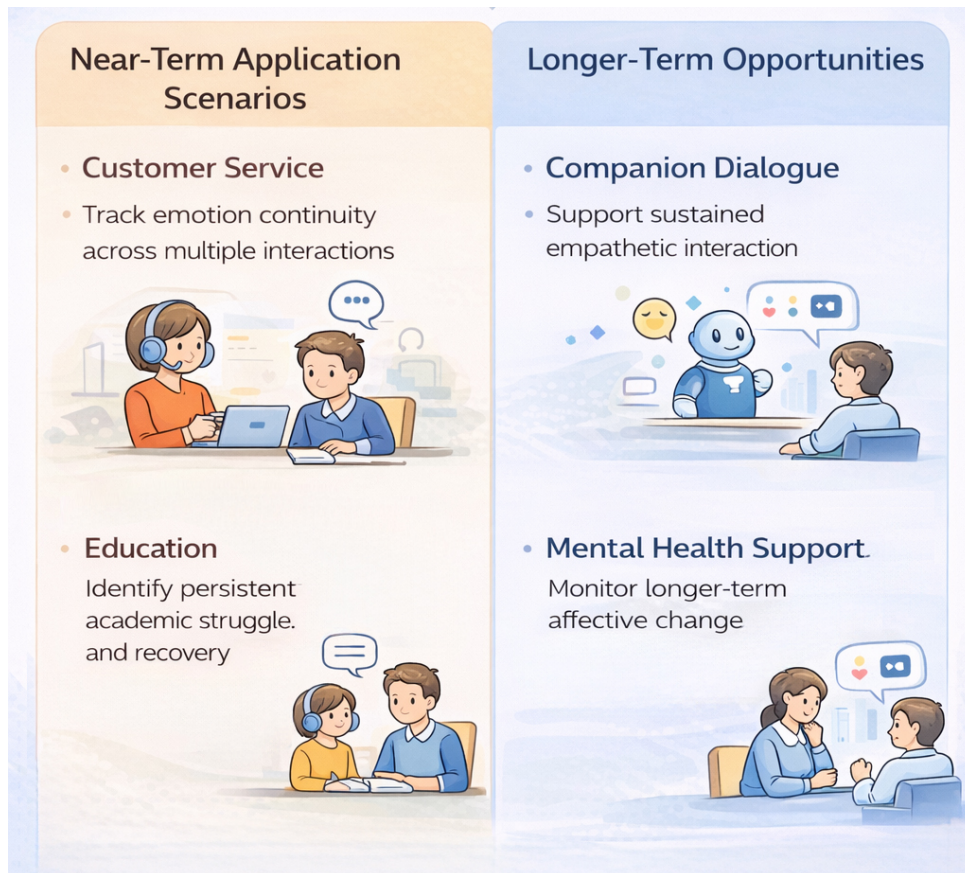 Near-Term Application
Scenarios
• Customer Service
• Track emotion continuity
across multiple interactions
• Education
Identify persistent
academic struggle.
and recovery
Longer-Term Opportunities
• Companion Dialogue
• Support sustained
empathetic interaction
• Mental Health Support.
Monitor longer-term
affective change